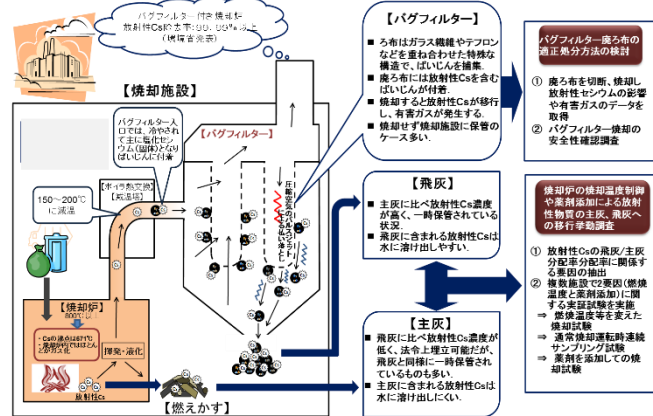 バグフィルター付き焼却炉
放射性Cs除去率:99.99%以上
(環境省発表)
【焼却施設】
バグフィルター入
口では、冷やされ
て主に塩化セシ
ウム(固体)となり
ばいじんに付着
【バグフィルター】
圧縮空気のパルスジェット
による払い落とし
【ボイラ熱交換】
【減温塔】
150~200℃
に減温
【焼却炉】
800℃以上
・Csの沸点は671℃
・焼却炉内でほとん
どがガス化
揮発・液化
放射性Cs
【燃えかす】
【バグフィルター】
■ ろ布はガラス繊維やテフロン
などを重ね合わせた特殊な
構造で、ばいじんを捕集。
■ 廃ろ布には放射性Csを含む
ばいじんが付着。
■ 焼却すると放射性Csが移行
し、有害ガスが発生する。
■ 焼却せず焼却施設に保管の
ケース多い。
【飛灰】
■ 主灰に比べ放射性Cs濃度
が高く、一時保管されている
状況。
■ 飛灰に含まれる放射性Csは
水に溶け出しやすい。
【主灰】
■ 飛灰に比べ放射性Cs濃度が
低く、法令上埋立可能だが、
飛灰と同様に一時保管されて
いるものも多い。
■ 主灰に含まれる放射性Csは
水に溶け出しにくい。
バグフィルター廃ろ布の
適正処分方法の検討
① 廃ろ布を切断、焼却し
放射性セシウムの影響
や有害ガスのデータを
取得
② バグフィルター焼却の
安全性確認調査
焼却炉の焼却温度制御
や薬剤添加による放射
性物質の主灰、飛灰へ
の移行挙動調査
① 放射性Csの飛灰/主灰
分配率分配率に関係す
る要因の抽出
② 複数施設で2要因(燃焼
温度と薬剤添加)に関す
る実証試験を実施
⇒ 燃焼温度等を変えた
焼却試験
⇒ 通常焼却運転時連続
サンプリング試験
⇒ 薬剤を添加しての焼
却試験